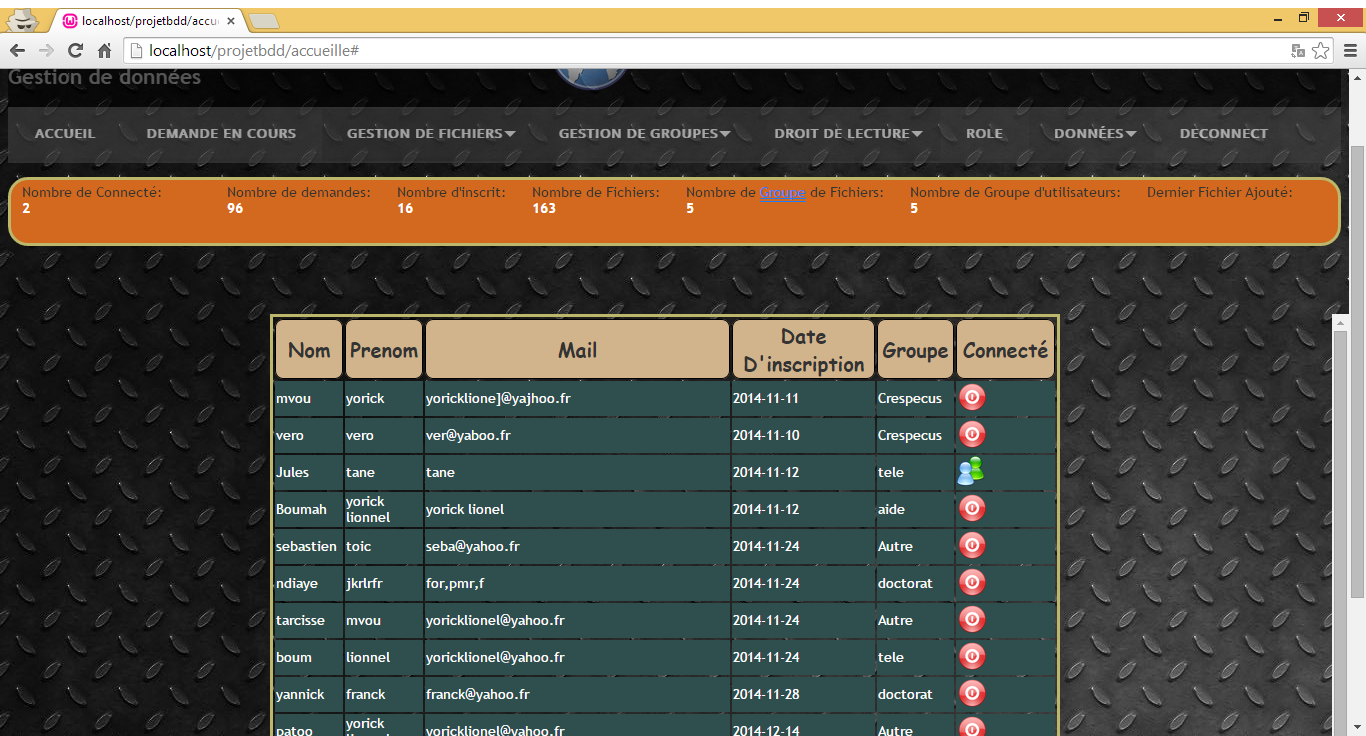 localhost/projetbdd/accu
localhost/projetbdd/accueille#
Gestion de données
ACCUEIL DEMANDE EN COURS GESTION DE FICHIERS GESTION DE GROUPES DROIT DE LECTURE ROLE DONNÉES DECONNECT
Nombre de Connecté: Nombre de demandes: Nombre d'inscrit: Nombre de Fichiers: Nombre de Groupe de Fichiers: Nombre de Groupe d'utilisateurs: Dernier Fichier Ajouté:
2 96 16 163 5 5
Nom Prenom Mail Date D'inscription Groupe Connecté
mvou yorick yoricklione]@yajhoo.fr 2014-11-11 Crespecus
vero vero ver@yaboo.fr 2014-11-10 Crespecus
Jules tane tane 2014-11-12 tele
Boumah yorick lionnel yorick lionel 2014-11-12 aide
sebastien toic seba@yahoo.fr 2014-11-24 Autre
ndiaye jkrlrfr for,pmr,f 2014-11-24 doctorat
tarcisse mvou yoricklionel@yahoo.fr 2014-11-24 Autre
boum lionnel yoricklionel@yahoo.fr 2014-11-24 tele
yannick franck franck@yahoo.fr 2014-11-28 doctorat
patoo yorick yoricklionel@yahoo.fr 2014-12-14 Autre